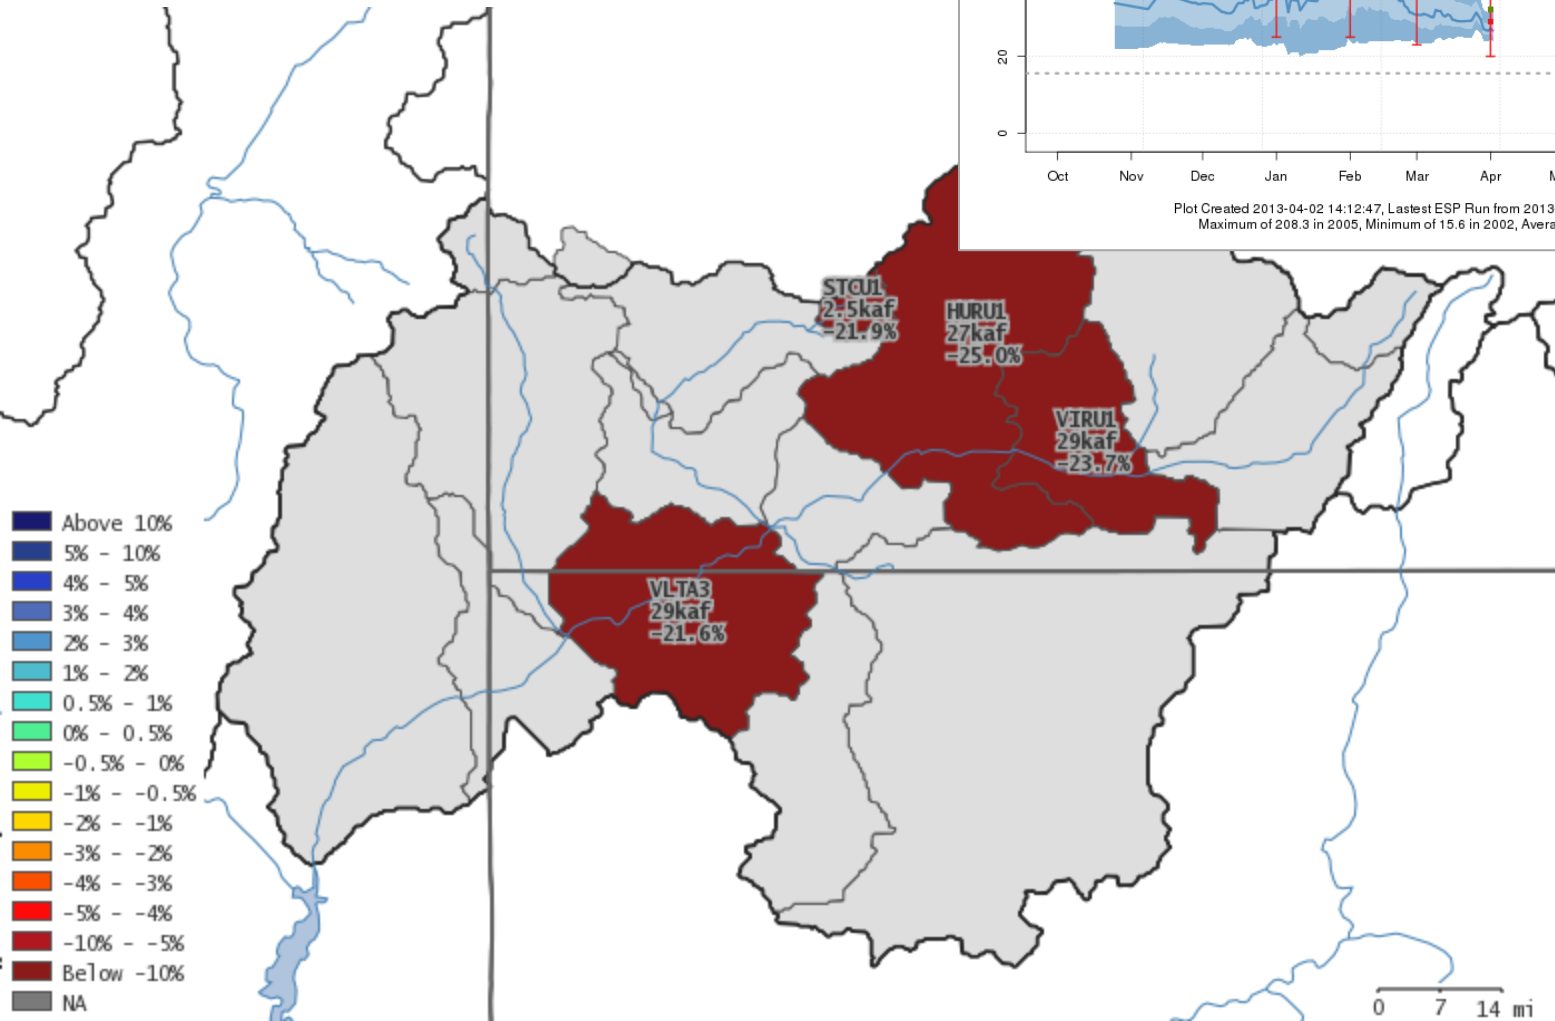 20
0
Oct Nov Dec Jan Feb Mar Apr
Plot Created 2013-04-02 14:12:47, Lastest ESP Run from 2013
Maximum of 208.3 in 2005, Minimum of 15.6 in 2002, Avera
STCU1
2.5kaf
-21.9%
HURU1
27kaf
-25.0%
VIRU1
29kaf
-23.7%
VLTA3
29kaf
-21.6%
Above 10%
5% - 10%
4% - 5%
3% - 4%
2% - 3%
1% - 2%
0.5% - 1%
0% - 0.5%
-0.5% - 0%
-1% - -0.5%
-2% - -1%
-3% - -2%
-4% - -3%
-5% - -4%
-10% - -5%
Below -10%
NA
0 7 14 mi